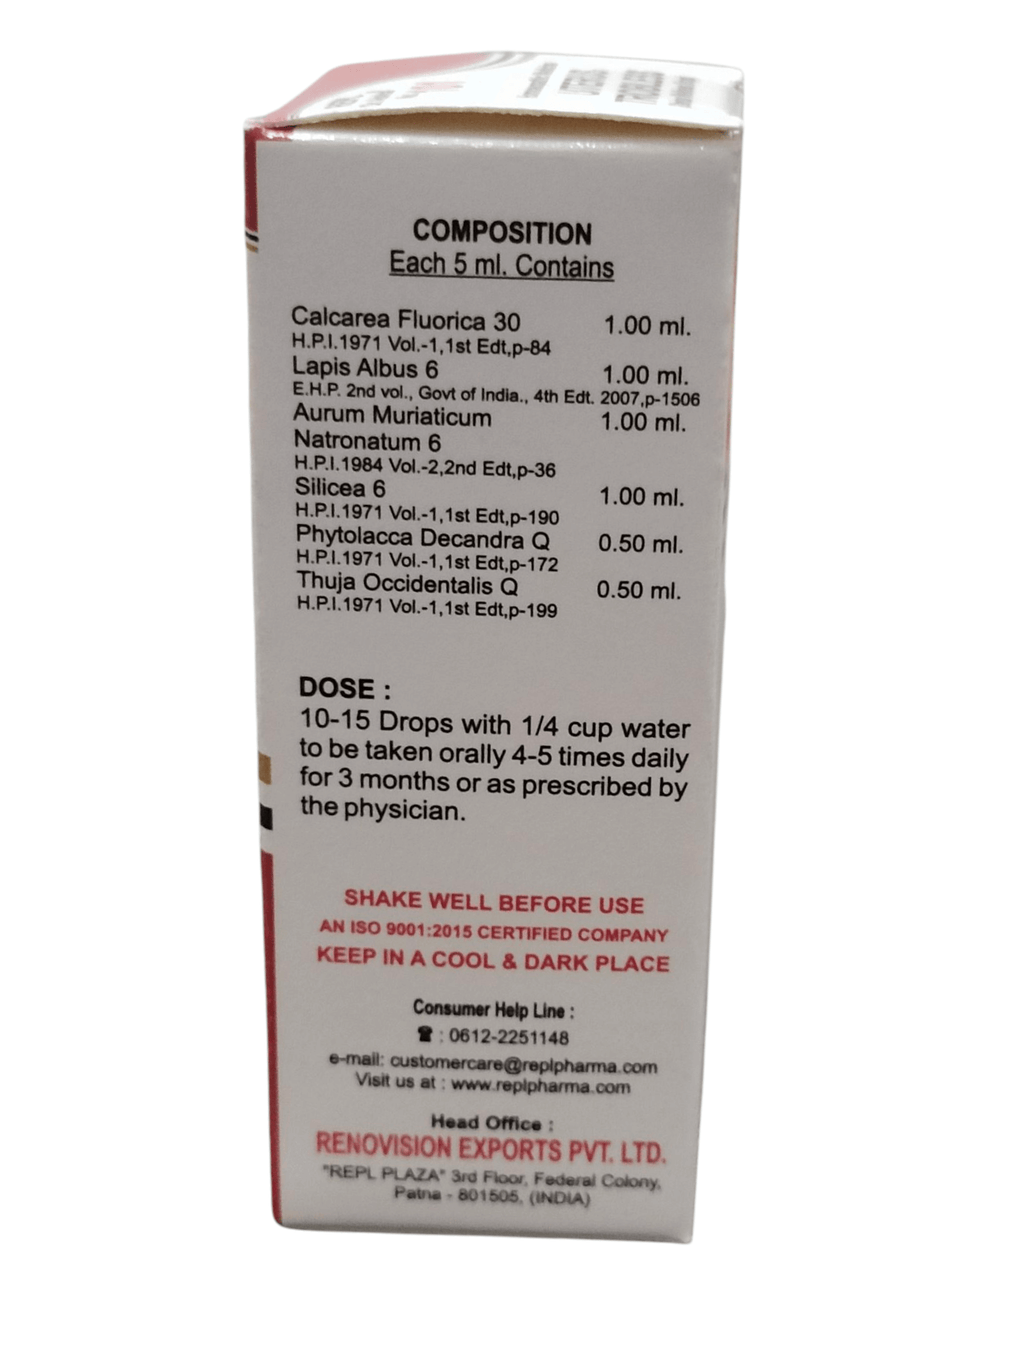 COMPOSITION
Each 5 ml. Contains
Calcarea Fluorica 30 1.00 ml.
H.P.I.1971 Vol.-1,1st Edt,p-84
Lapis Albus 6 1.00 ml.
E.H.P. 2nd vol., Govt of India., 4th Edt. 2007,p-1506
Aurum Muriaticum 1.00 ml.
Natronatum 6
H.P.I.1984 Vol.-2,2nd Edt,p-36
Silicea 6 1.00 ml.
H.P.I.1971 Vol.-1,1st Edt,p-190
Phytolacca Decandra Q 0.50 ml.
H.P.I.1971 Vol.-1,1st Edt,p-172
Thuja Occidentalis Q 0.50 ml.
H.P.I.1971 Vol.-1,1st Edt,p-199
DOSE :
10-15 Drops with 1/4 cup water
to be taken orally 4-5 times daily
for 3 months or as prescribed by
the physician.
SHAKE WELL BEFORE USE
AN ISO 9001:2015 CERTIFIED COMPANY
KEEP IN A COOL & DARK PLACE
Consumer Help Line :
☎ : 0612-2251148
e-mail: customercare@replpharma.com
Visit us at : www.replpharma.com
Head Office :
RENOVISION EXPORTS PVT. LTD.
"REPL PLAZA" 3rd Floor, Federal Colony,
Patna - 801505, (INDIA)